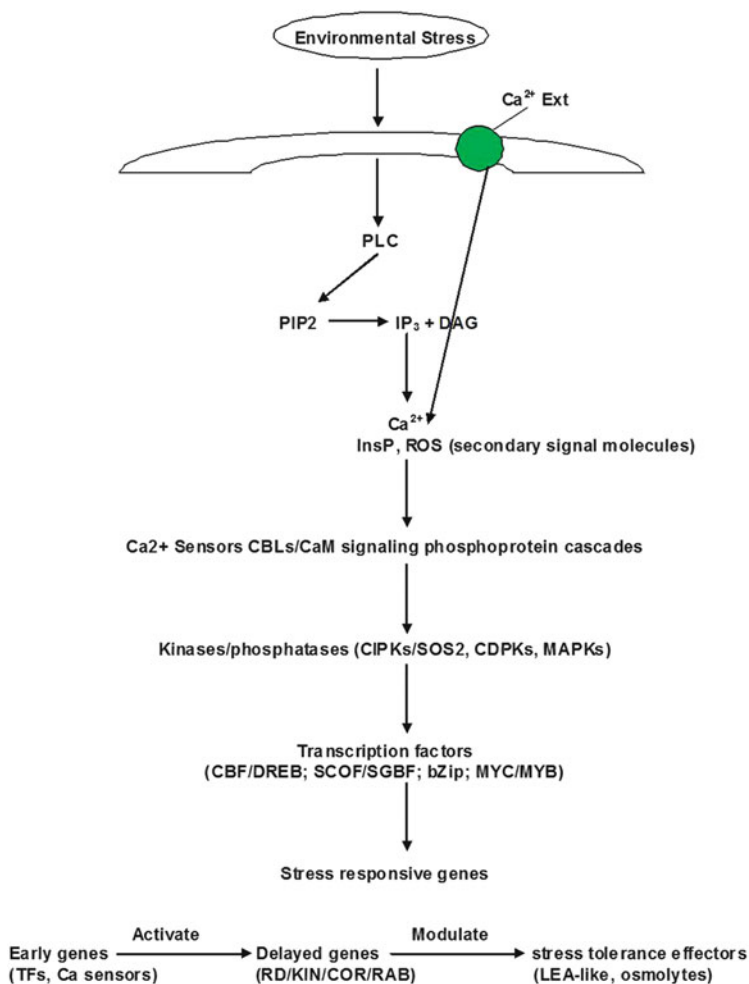 Environmental Stress
Ca²⁺ Ext
PLC
PIP2
IP₃ + DAG
Ca²⁺
InsP, ROS (secondary signal molecules)
Ca2+ Sensors CBLs/CaM signaling phosphoprotein cascades
Kinases/phosphatases (CIPKs/SOS2, CDPKs, MAPKs)
Transcription factors
(CBF/DREB; SCOF/SGBF; bZip; MYC/MYB)
Stress responsive genes
Activate
Modulate
Early genes
Delayed genes
stress tolerance effectors
(TFs, Ca sensors)
(RD/KIN/COR/RAB)
(LEA-like, osmolytes)